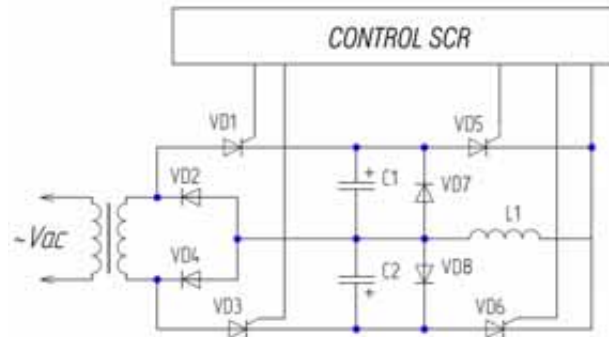 CONTROL SCR
VD1
VD5
VD2
C1
VD7
~Vac
L1
VD4
C2
VD8
VD3
VD6